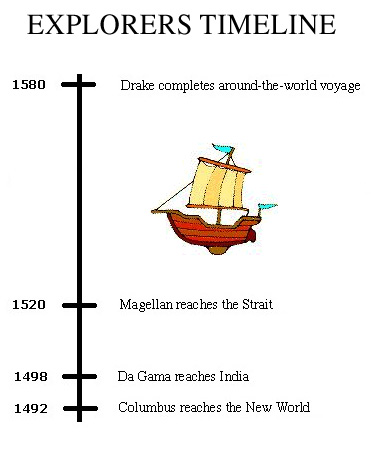 EXPLORERS TIMELINE
1580 Drake completes around-the-world voyage
1520 Magellan reaches the Strait
1498 Da Gama reaches India
1492 Columbus reaches the New World